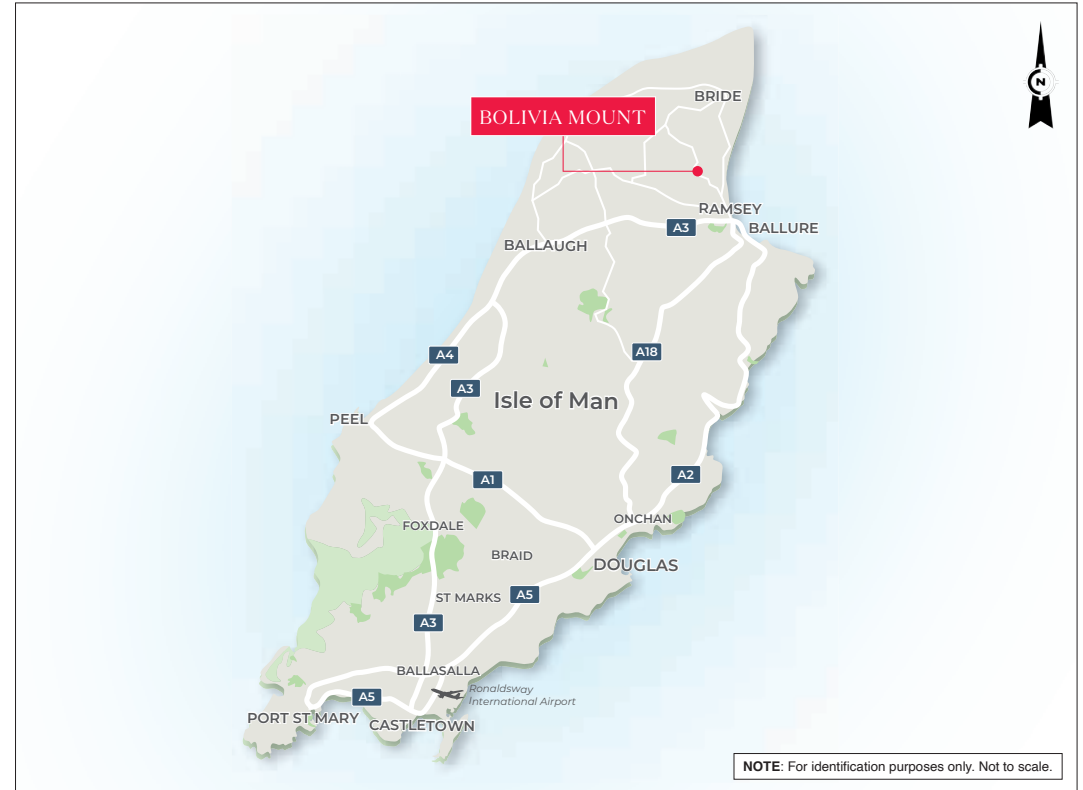 N
BRIDE
BOLIVIA MOUNT
RAMSEY
A3
BALLURE
BALLAUGH
A4
A18
A3
Isle of Man
PEEL
A1
A2
FOXDALE
ONCHAN
BRAID
DOUGLAS
ST MARKS
A5
A3
BALLASALLA
Ronaldsway
International Airport
A5
PORT ST MARY
CASTLETOWN
NOTE: For identification purposes only. Not to scale.